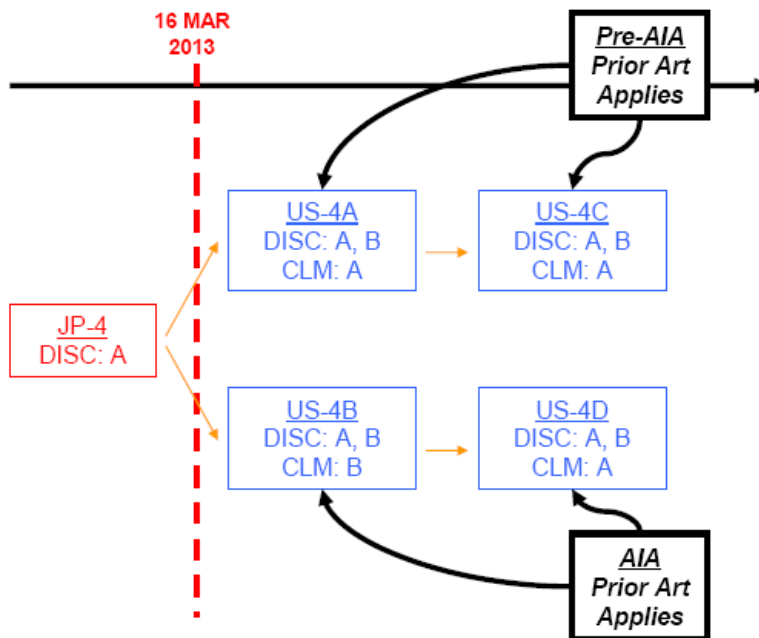 16 MAR
2013
Pre-AIA
Prior Art
Applies
US-4A
DISC: A, B
CLM: A
US-4C
DISC: A, B
CLM: A
JP-4
DISC: A
US-4B
DISC: A, B
CLM: B
US-4D
DISC: A, B
CLM: A
AIA
Prior Art
Applies